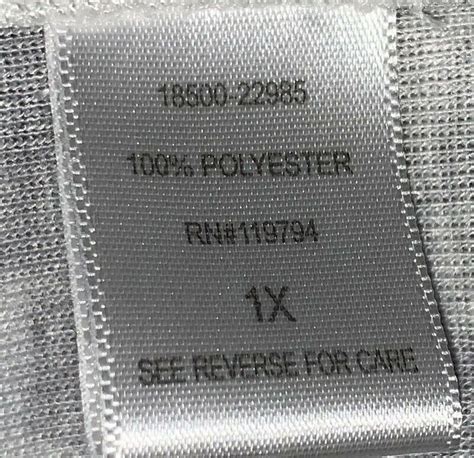 18500-22985
100% POLYESTER
RN#119794
1X
SEE REVERSE FOR CARE